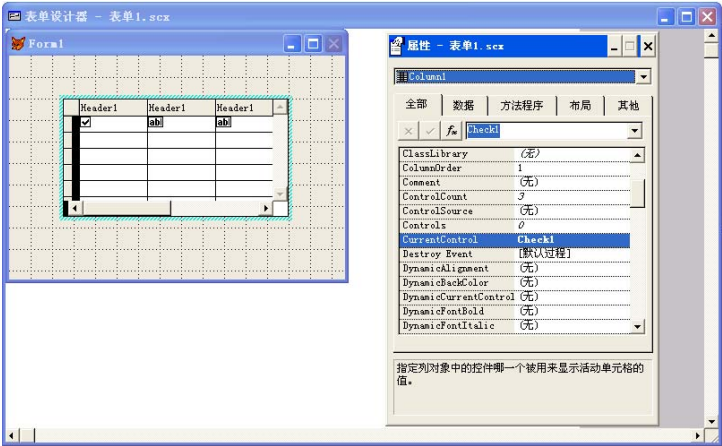 表单设计器 - 表单1.scx
Form1
Header1 Header1 Header1
ab ab
属性 - 表单1.scx
Column1
全部 数据 方法程序 布局 其他
fx Check1
ClassLibrary (无)
ColumnOrder 1
Comment (无)
ControlCount 3
ControlSource (无)
Controls 0
CurrentControl Check1
Destroy Event [默认过程]
DynamicAlignment (无)
DynamicBackColor (无)
DynamicCurrentControl (无)
DynamicFontBold (无)
DynamicFontItalic (无)
指定列对象中的控件哪一个被用来显示活动单元格的
值。